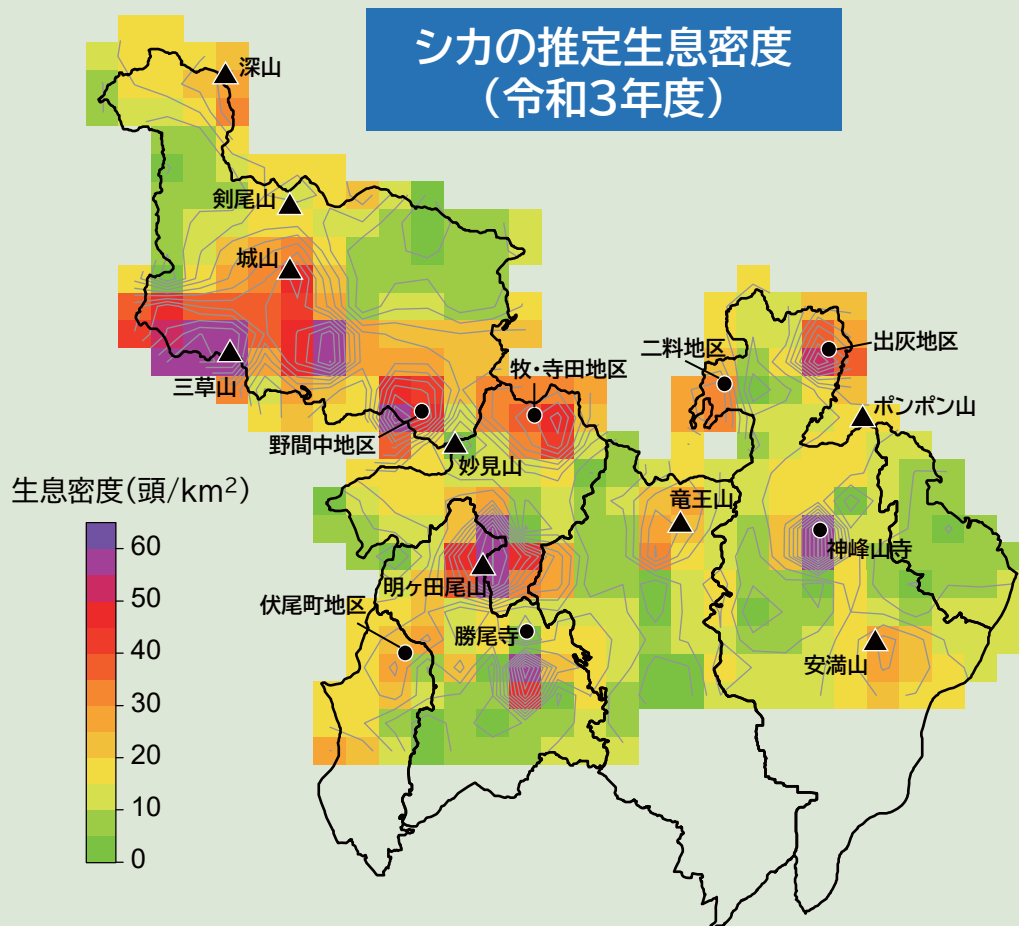 シカの推定生息密度
（令和3年度）
深山
剣尾山
城山
三草山
野間中地区
妙見山
牧・寺田地区
二料地区
出灰地区
ポンポン山
竜王山
神峰山寺
安満山
明ヶ田尾山
勝尾寺
伏尾町地区
生息密度（頭/km²）
60
50
40
30
20
10
0